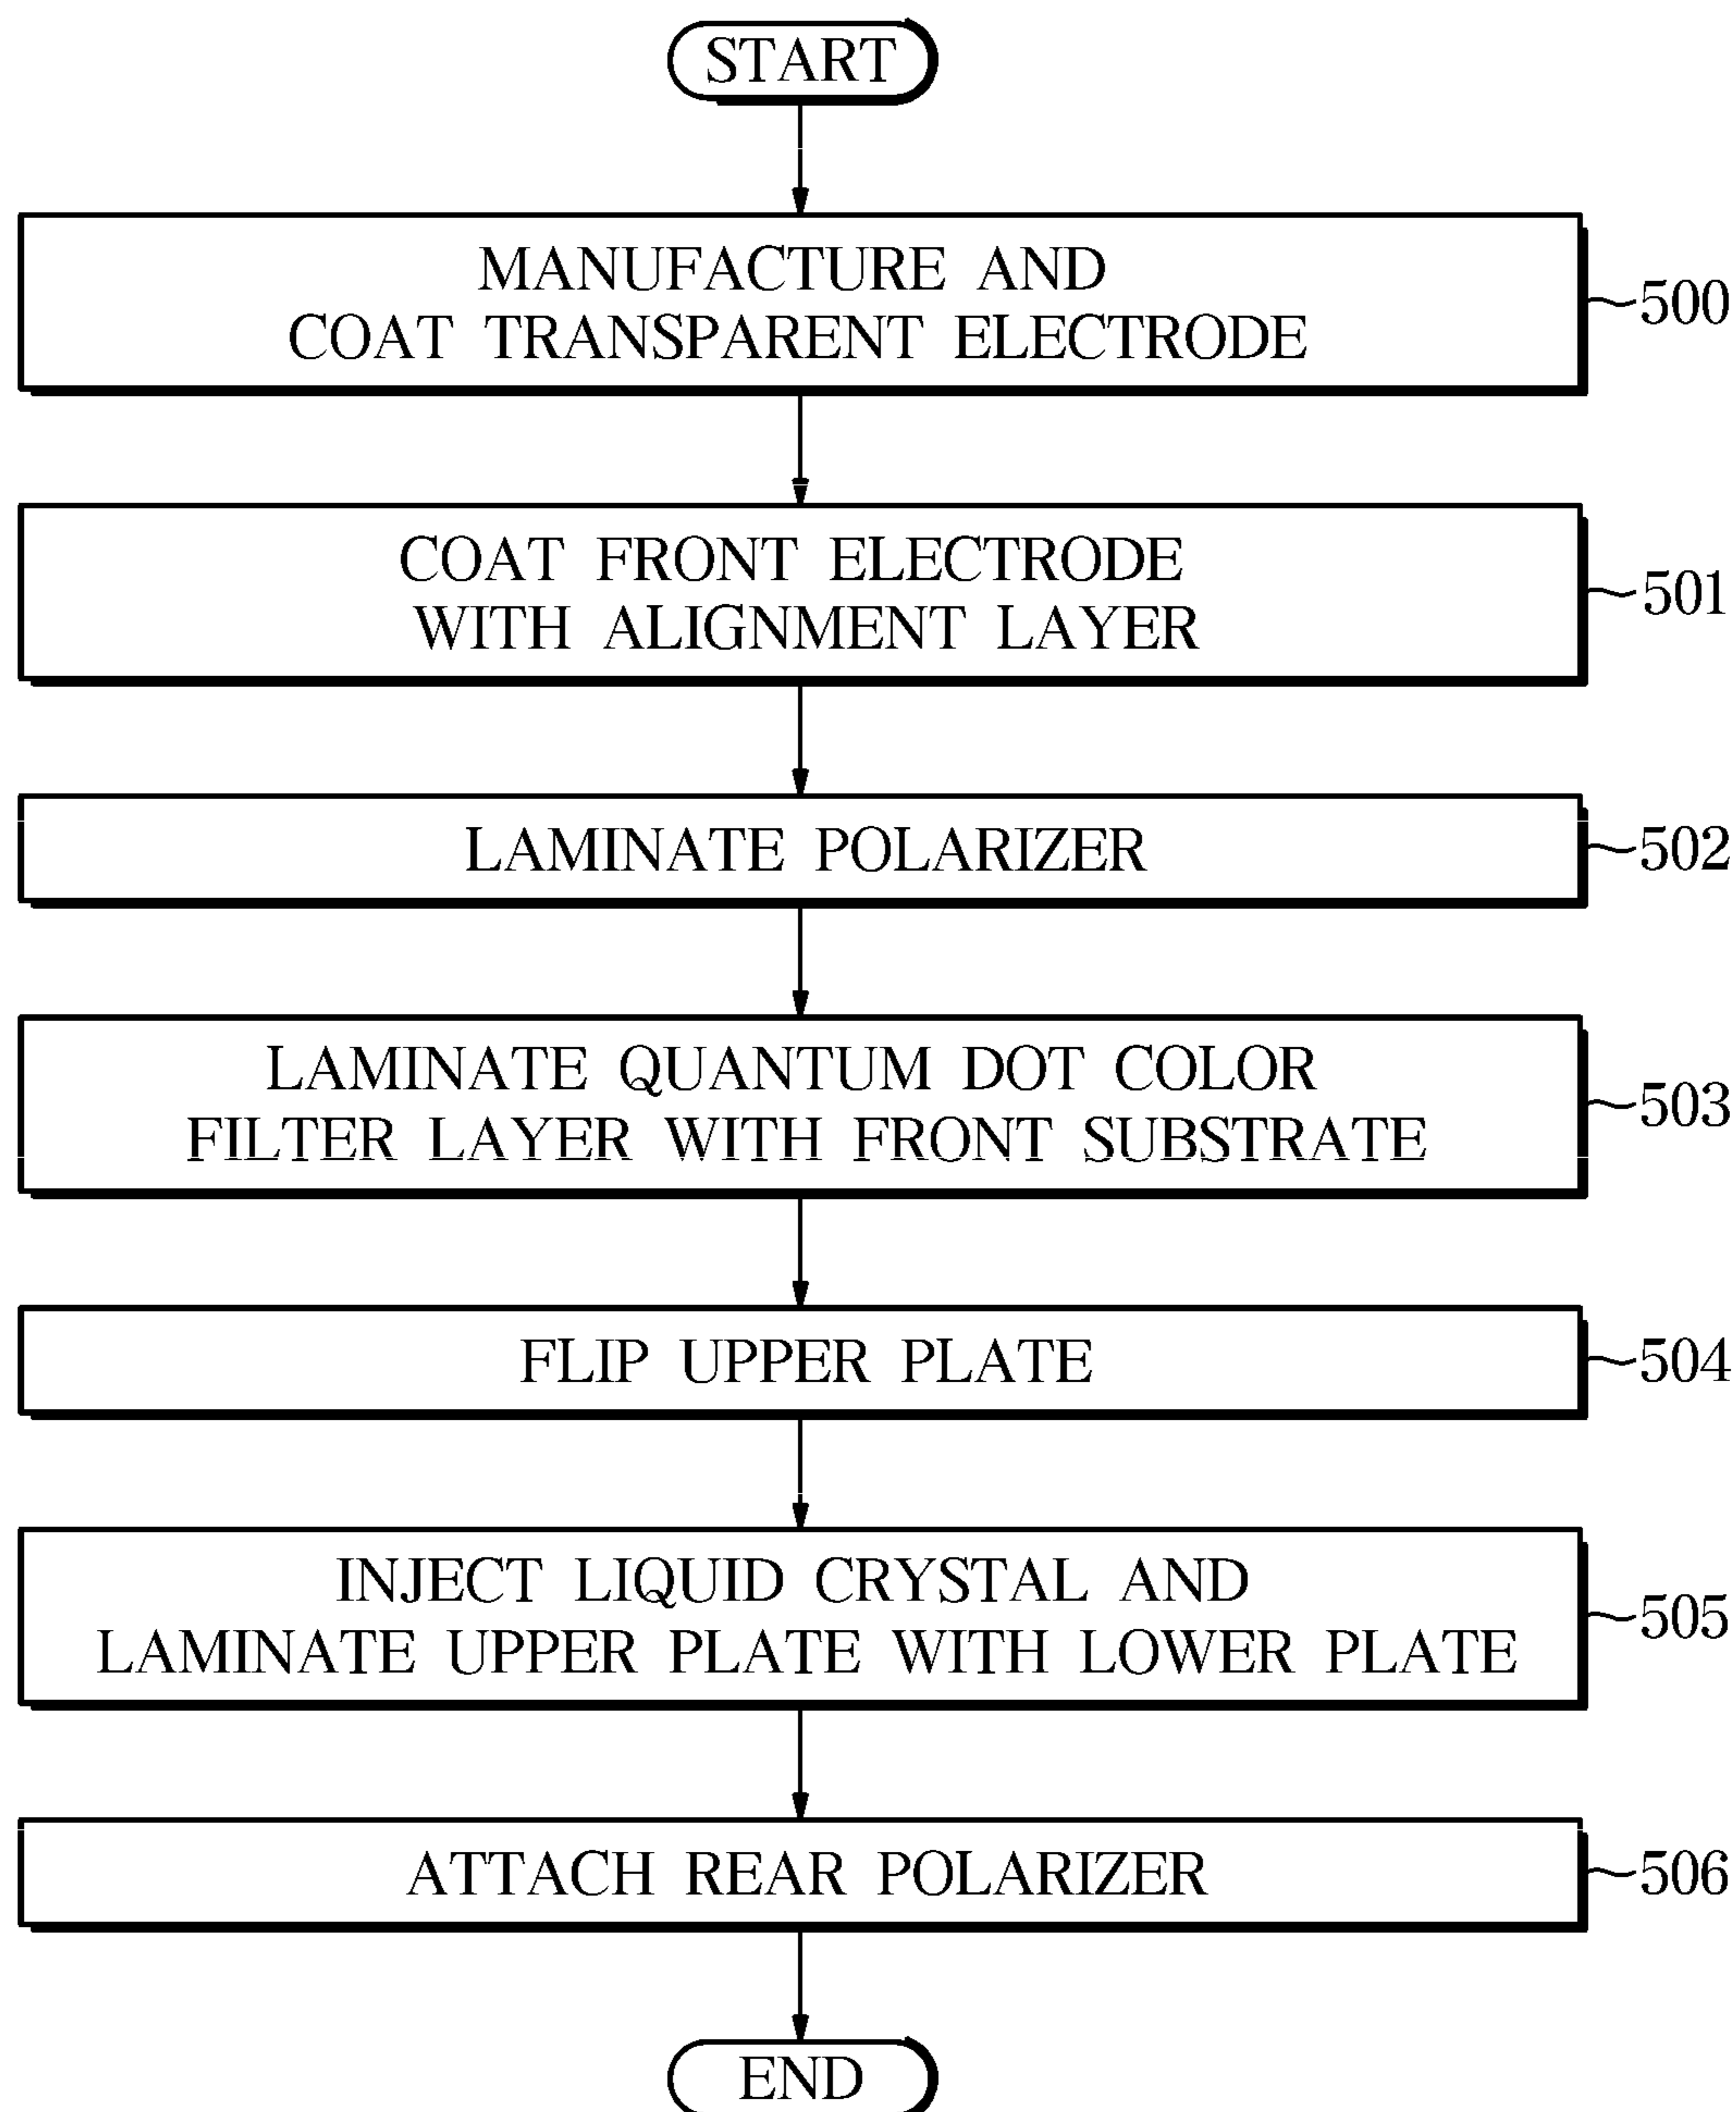 START
MANUFACTURE AND
COAT TRANSPARENT ELECTRODE
500
COAT FRONT ELECTRODE
WITH ALIGNMENT LAYER
501
LAMINATE POLARIZER
502
LAMINATE QUANTUM DOT COLOR
FILTER LAYER WITH FRONT SUBSTRATE
503
FLIP UPPER PLATE
504
INJECT LIQUID CRYSTAL AND
LAMINATE UPPER PLATE WITH LOWER PLATE
505
ATTACH REAR POLARIZER
506
END